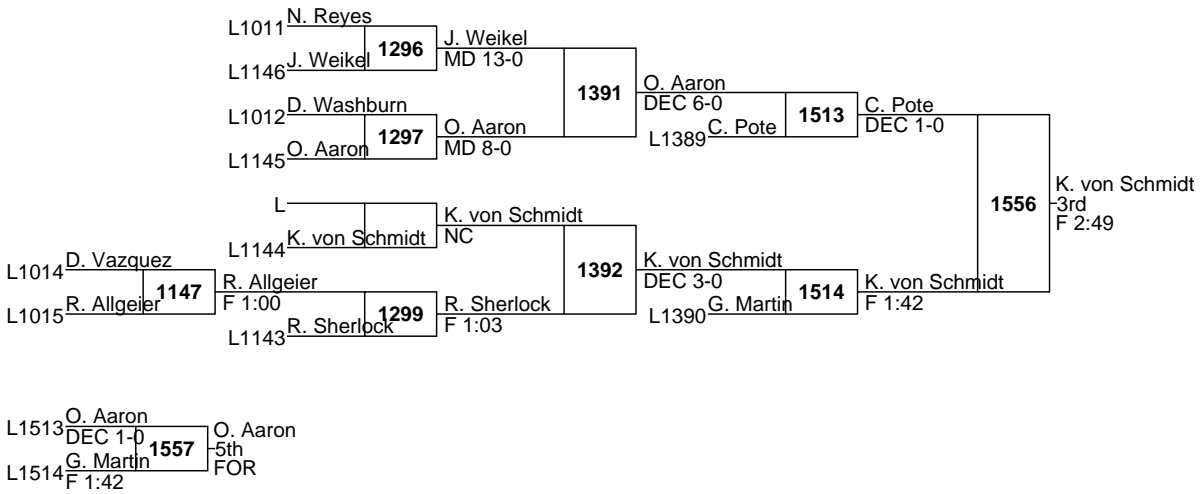 N. Reyes
L1011
1296
J. Weikel
MD 13-0
J. Weikel
L1146
1391
O. Aaron
DEC 6-0
D. Washburn
L1012
1297
O. Aaron
MD 8-0
O. Aaron
L1145
C. Pote
L1389
1513
C. Pote
DEC 1-0
1556
K. von Schmidt
3rd
F 2:49
L
K. von Schmidt
NC
K. von Schmidt
L1144
1392
K. von Schmidt
DEC 3-0
D. Vazquez
L1014
1147
R. Allgeier
F 1:00
R. Allgeier
L1015
1299
R. Sherlock
F 1:03
R. Sherlock
L1143
G. Martin
L1390
1514
K. von Schmidt
F 1:42
L1513
O. Aaron
DEC 1-0
1557
O. Aaron
5th
FOR
L1514
G. Martin
F 1:42